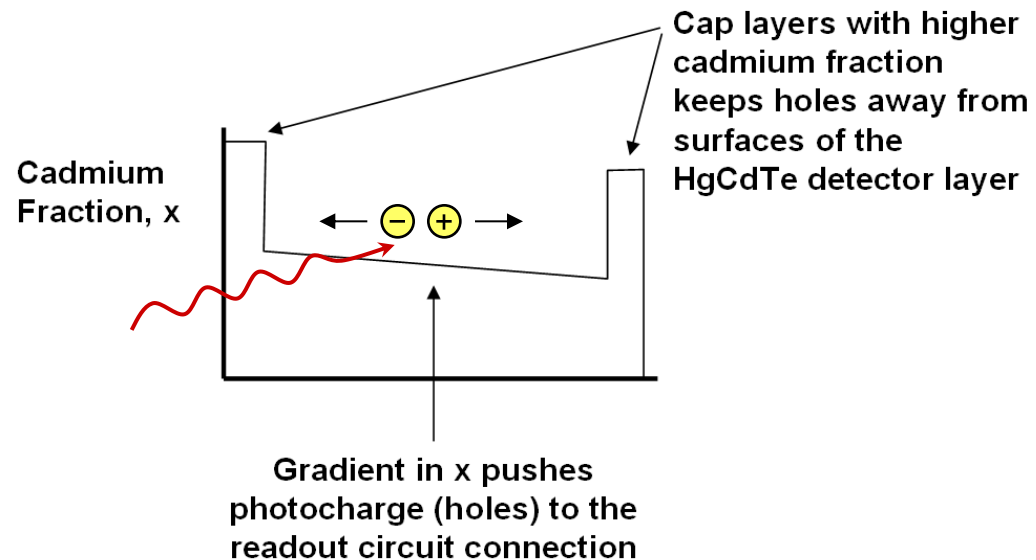 Cap layers with higher
cadmium fraction
keeps holes away from
surfaces of the
HgCdTe detector layer
Cadmium
Fraction, x
− +
Gradient in x pushes
photocharge (holes) to the
readout circuit connection